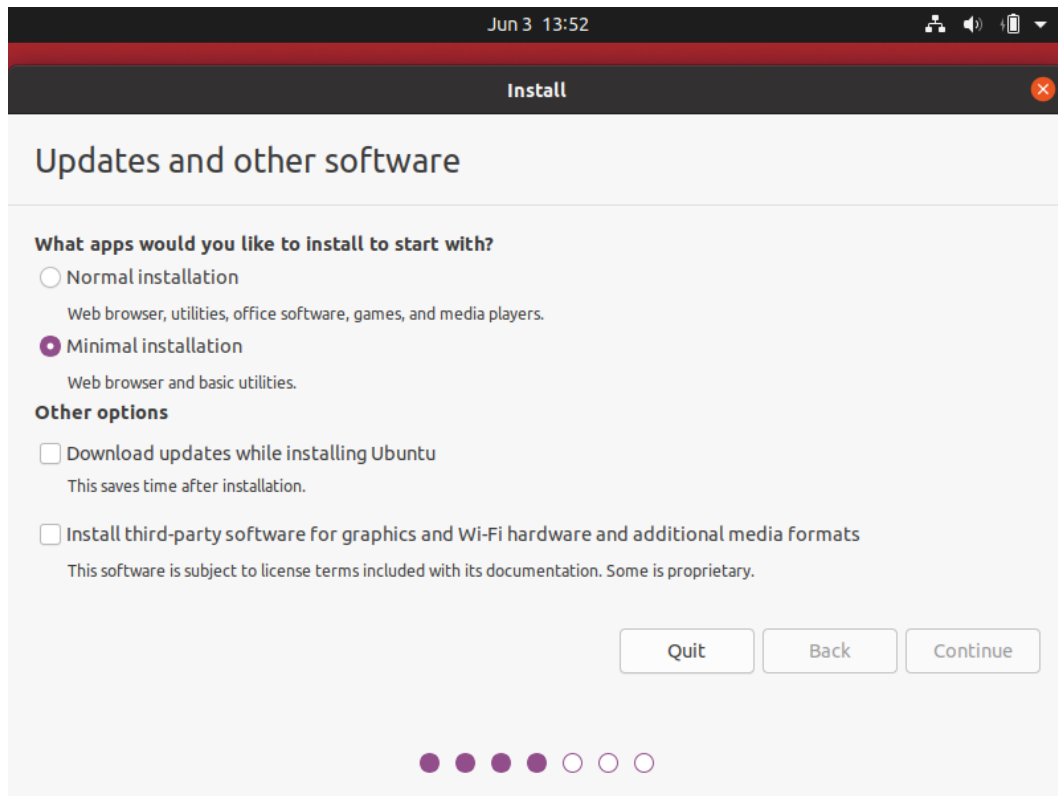 Jun 3 13:52
Install
Updates and other software
What apps would you like to install to start with?
Normal installation
Web browser, utilities, office software, games, and media players.
Minimal installation
Web browser and basic utilities.
Other options
Download updates while installing Ubuntu
This saves time after installation.
Install third-party software for graphics and Wi-Fi hardware and additional media formats
This software is subject to license terms included with its documentation. Some is proprietary.
Quit Back Continue